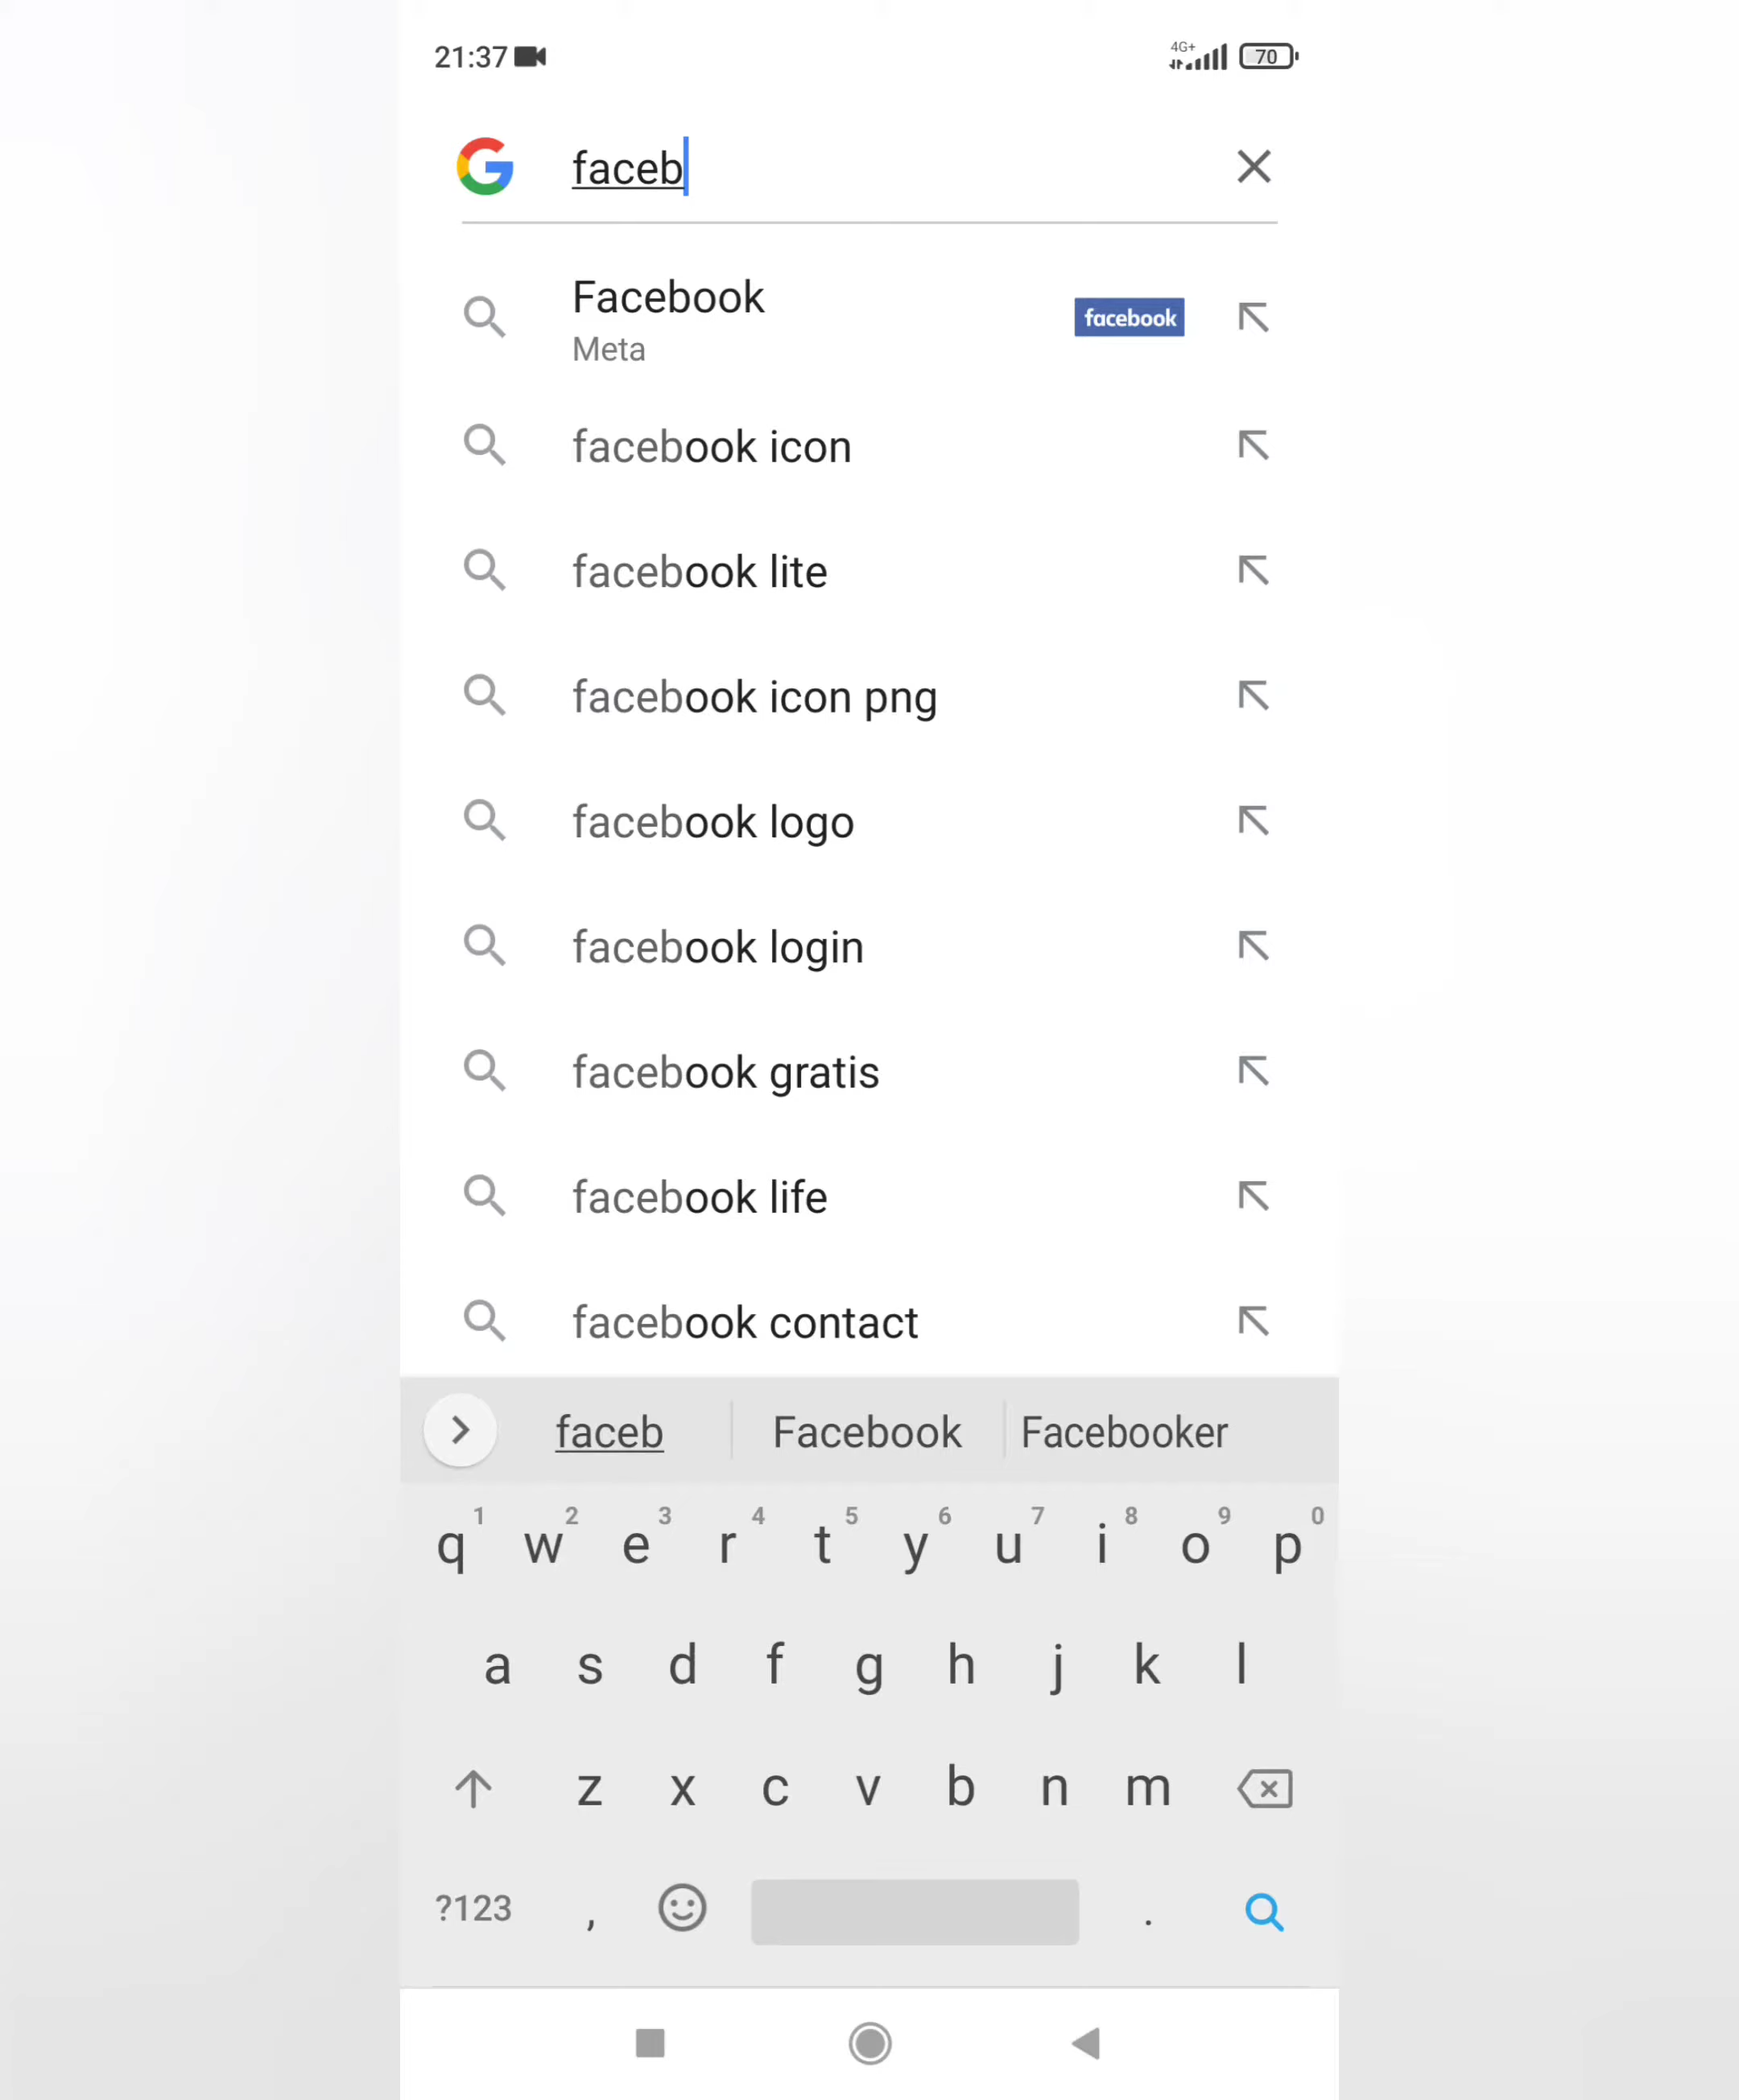 21:37 4G+ 70
faceb
Facebook
facebook
Meta
facebook icon
facebook lite
facebook icon png
facebook logo
facebook login
facebook gratis
facebook life
facebook contact
faceb Facebook Facebooker
1 2 3 4 5 6 7 8 9 0
q w e r t y u i o p
a s d f g h j k l
z x c v b n m
?123 , .